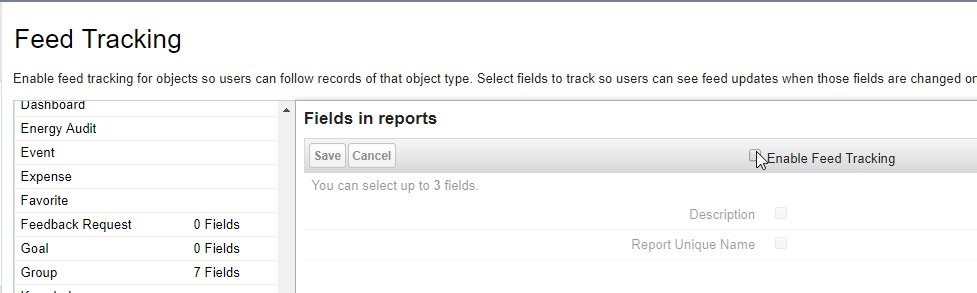 Feed Tracking
Enable feed tracking for objects so users can follow records of that object type. Select fields to track so users can see feed updates when those fields are changed on
Dashboard
Energy Audit
Event
Expense
Favorite
Feedback Request 0 Fields
Goal 0 Fields
Group 7 Fields
Fields in reports
Save Cancel Enable Feed Tracking
You can select up to 3 fields.
Description
Report Unique Name